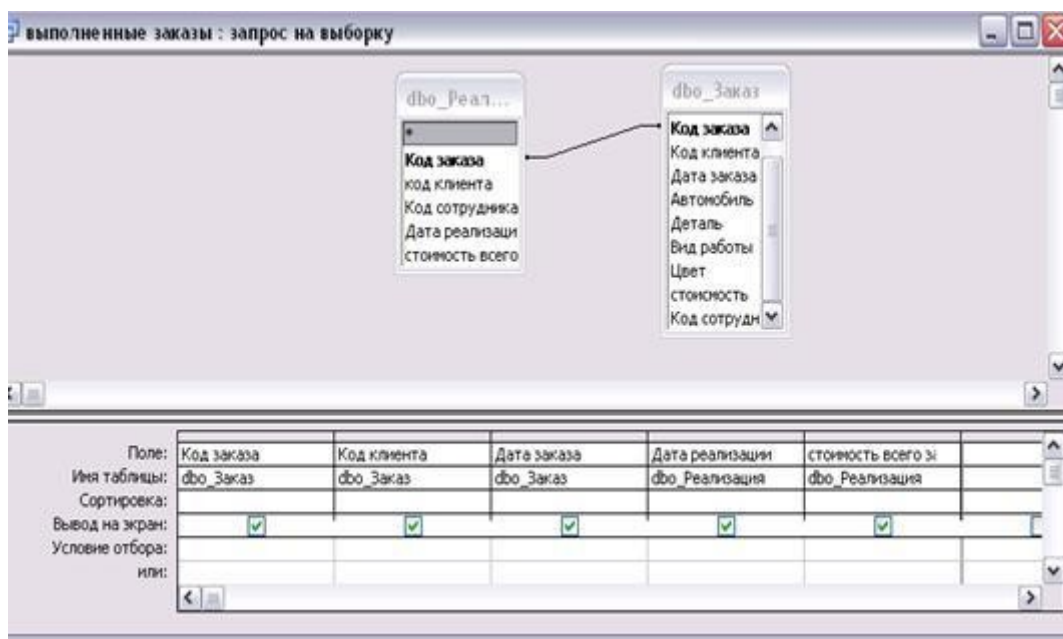 выполненные заказы : запрос на выборку
dbo_Реал...
*
Код заказа
код клиента
Код сотрудника
Дата реализаци
стоимость всего
dbo_Заказ
Код заказа
Код клиента
Дата заказа
Автомобиль
Деталь
Вид работы
Цвет
стоисность
Код сотрудн
Поле: Код заказа Код клиента Дата заказа Дата реализации стоимость всего за
Имя таблицы: dbo_Заказ dbo_Заказ dbo_Заказ dbo_Реализация dbo_Реализация
Сортировка:
Вывод на экран:
Условие отбора:
или: